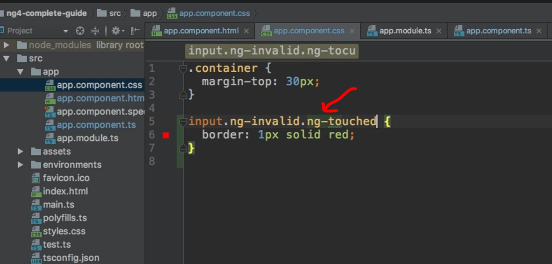 ng4-complete-guide src app app.component.css
Project
app.component.html app.component.css app.module.ts app.component.ts
node_modules library root
src
app
app.component.css
app.component.htm
app.component.spe
app.component.ts
app.module.ts
assets
environments
favicon.ico
index.html
main.ts
polyfills.ts
styles.css
test.ts
tsconfig.json
input.ng-invalid.ng-tocu
1 .container {
2 margin-top: 30px;
3 }
4
5 input.ng-invalid.ng-touched {
6 border: 1px solid red;
7 }
8